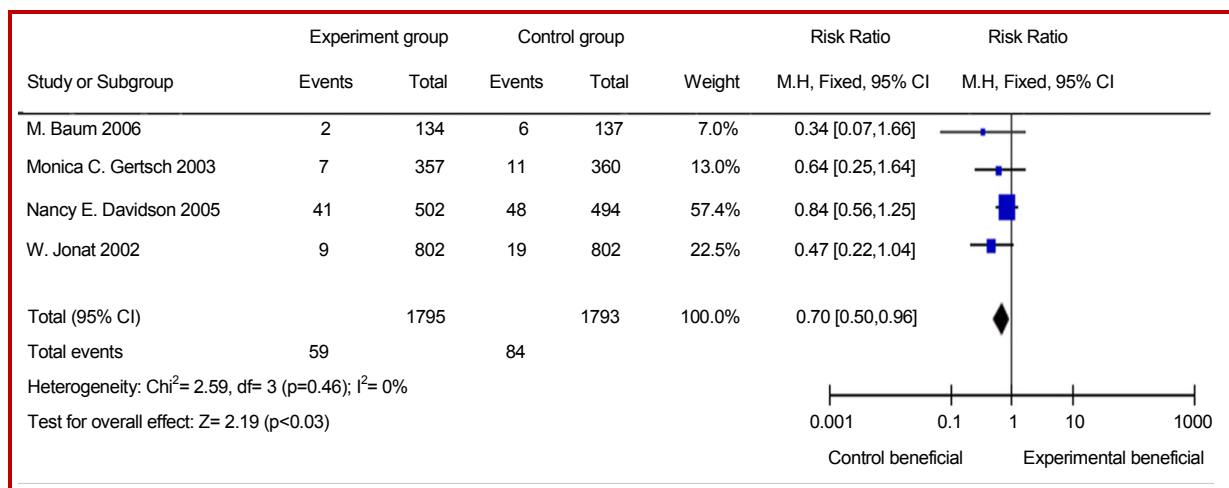 Experiment group Control group Risk Ratio Risk Ratio
Study or Subgroup Events Total Events Total Weight M.H, Fixed, 95% CI M.H, Fixed, 95% CI
M. Baum 2006 2 134 6 137 7.0% 0.34 [0.07,1.66]
Monica C. Gertsch 2003 7 357 11 360 13.0% 0.64 [0.25,1.64]
Nancy E. Davidson 2005 41 502 48 494 57.4% 0.84 [0.56,1.25]
W. Jonat 2002 9 802 19 802 22.5% 0.47 [0.22,1.04]
Total (95% CI) 1795 1793 100.0% 0.70 [0.50,0.96]
Total events 59 84
Heterogeneity: Chi²= 2.59, df= 3 (p=0.46); I²= 0%
Test for overall effect: Z= 2.19 (p<0.03)
0.001 0.1 1 10 1000
Control beneficial Experimental beneficial